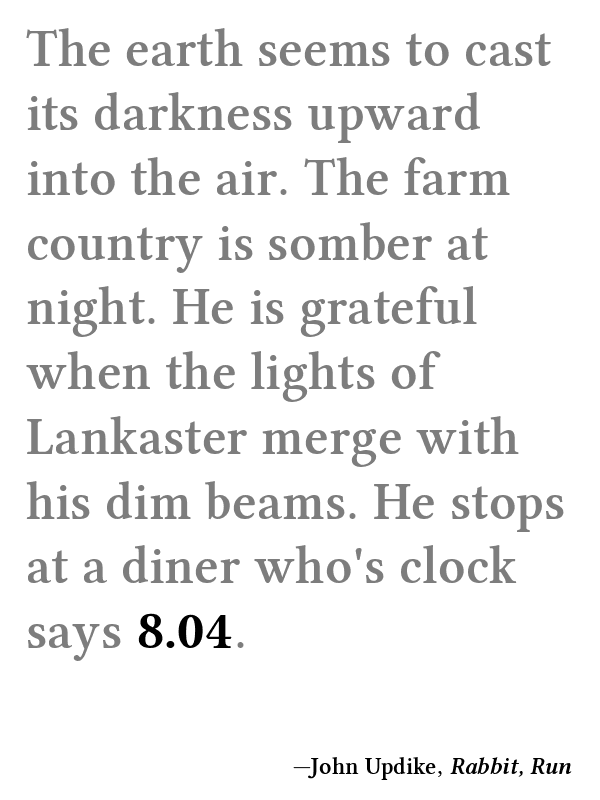 The earth seems to cast
its darkness upward
into the air. The farm
country is somber at
night. He is grateful
when the lights of
Lankaster merge with
his dim beams. He stops
at a diner who's clock
says 8.04.
—John Updike, Rabbit, Run